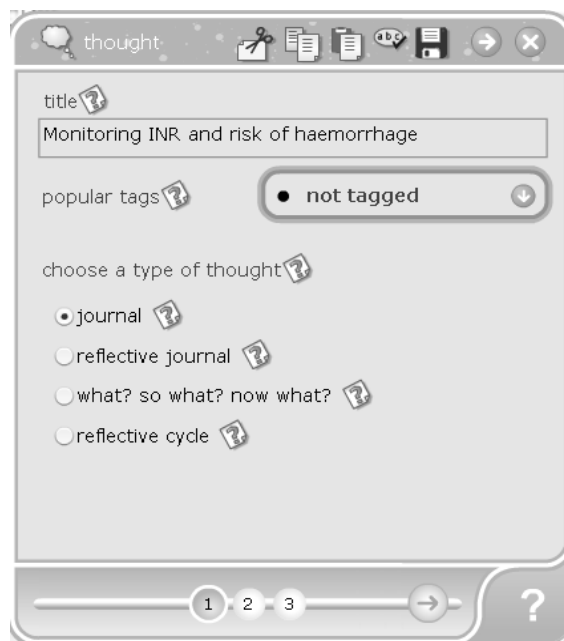 thought
abc
title
Monitoring INR and risk of haemorrhage
popular tags
not tagged
choose a type of thought
journal
reflective journal
what? so what? now what?
reflective cycle
1 2 3
?